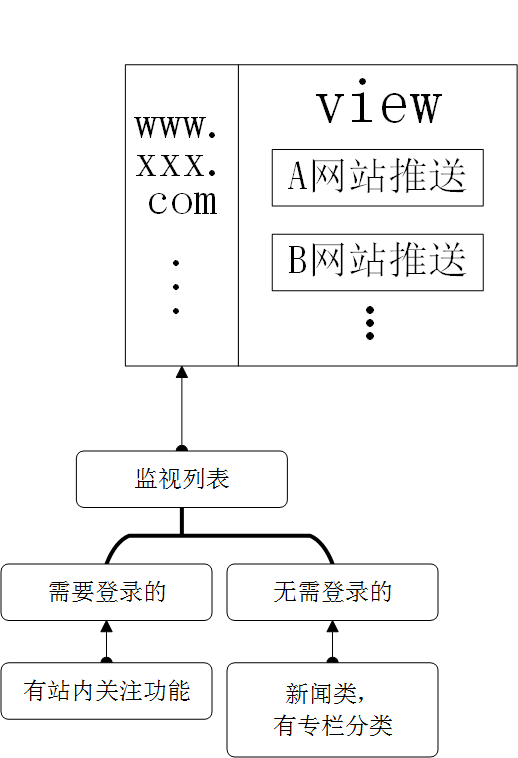 www.
xxx.
com
view
A网站推送
B网站推送
监视列表
需要登录的
无需登录的
有站内关注功能
新闻类，
有专栏分类